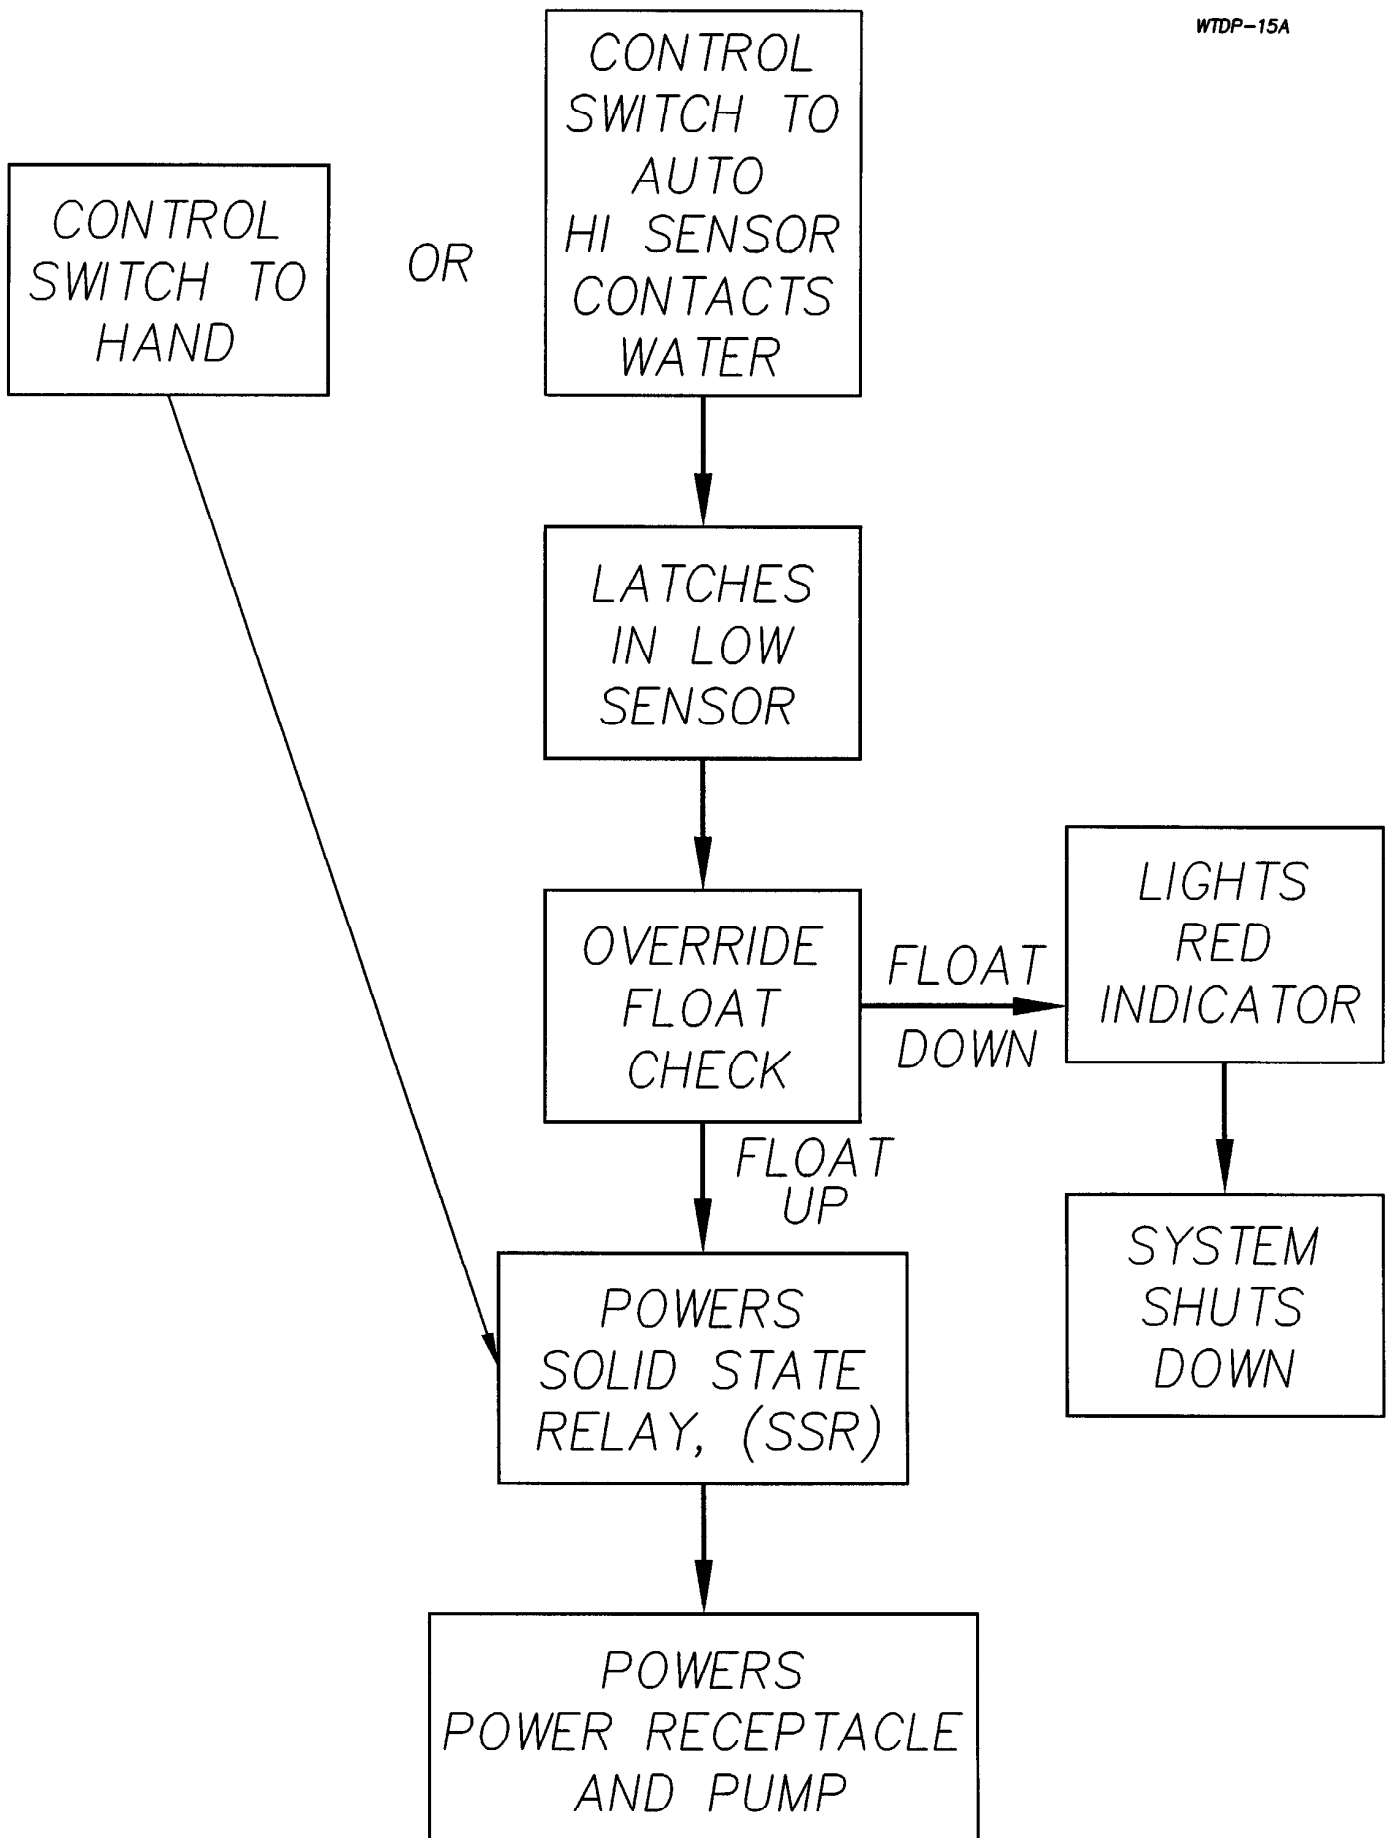 WTDP-15A
CONTROL
SWITCH TO
AUTO
HI SENSOR
CONTACTS
WATER
CONTROL
SWITCH TO
HAND
OR
LATCHES
IN LOW
SENSOR
OVERRIDE
FLOAT
CHECK
FLOAT
DOWN
LIGHTS
RED
INDICATOR
FLOAT
UP
SYSTEM
SHUTS
DOWN
POWERS
SOLID STATE
RELAY, (SSR)
POWERS
POWER RECEPTACLE
AND PUMP